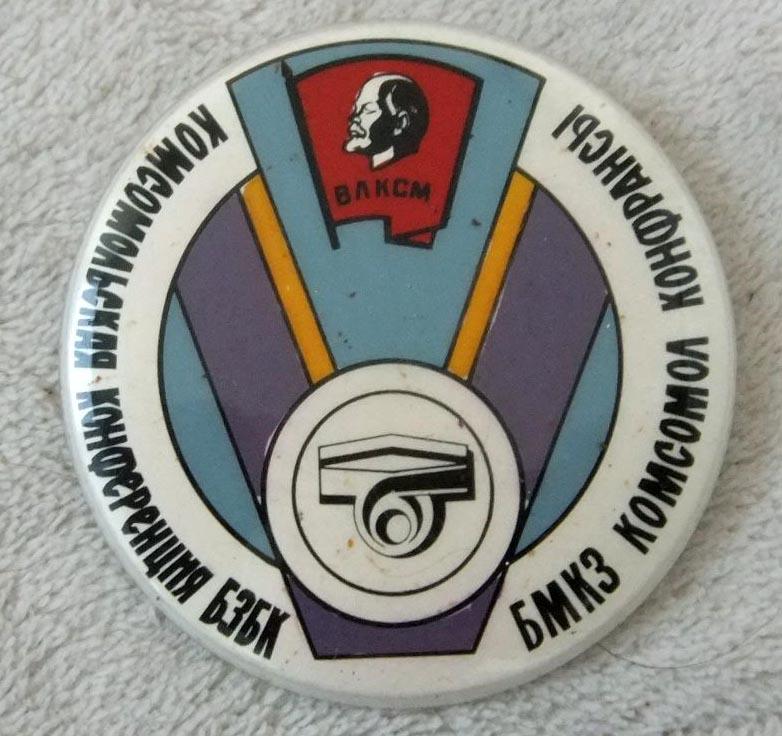 ВЛКСМ
КОМСОМОЛЬСКАЯ КОНФЕРЕНЦИЯ БЗБК
БМКЗ КОМСОМОЛ КОНФРАНСЫ